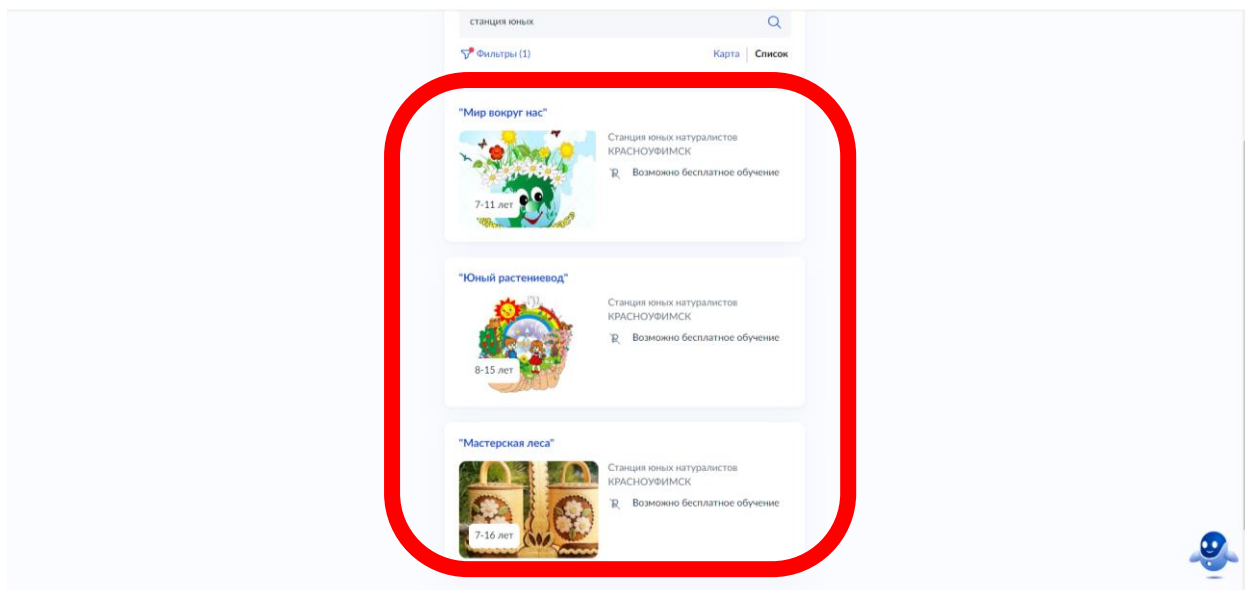 станция юных
Фильтры (1)
Карта
Список
"Мир вокруг нас"
Станция юных натуралистов
КРАСНОУФИМСК
Возможно бесплатное обучение
7-11 лет
"Юный растениевод"
Станция юных натуралистов
КРАСНОУФИМСК
Возможно бесплатное обучение
8-15 лет
"Мастерская леса"
Станция юных натуралистов
КРАСНОУФИМСК
Возможно бесплатное обучение
7-16 лет